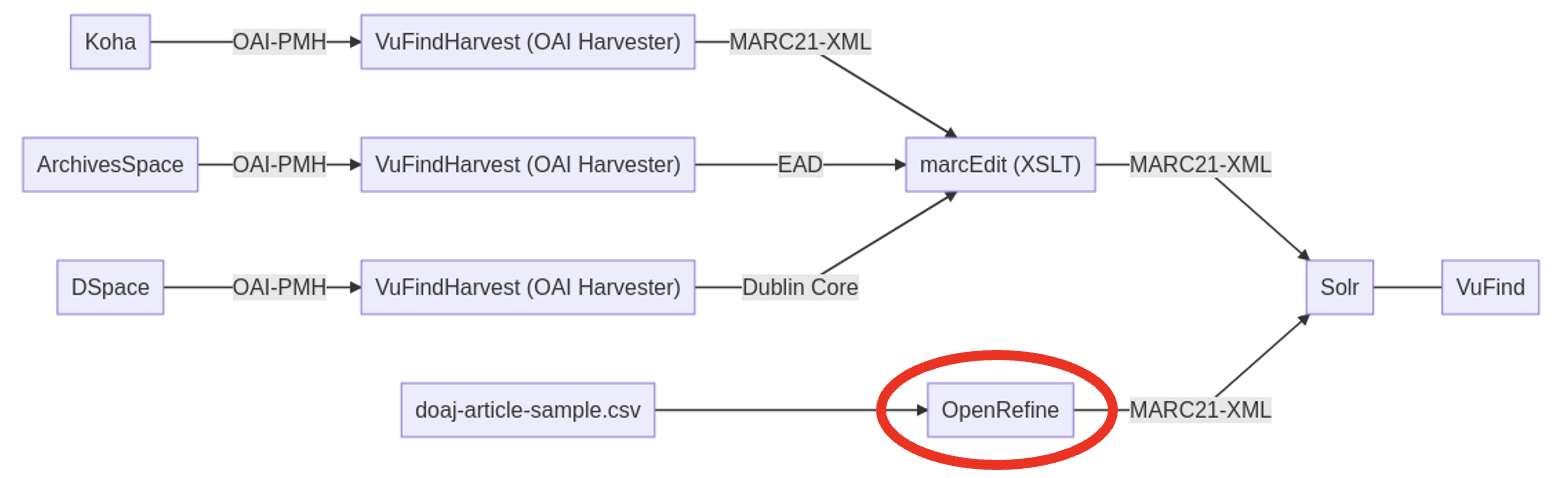 Koha OAI-PMH VuFindHarvest (OAI Harvester) MARC21-XML
ArchivesSpace OAI-PMH VuFindHarvest (OAI Harvester) EAD marcEdit (XSLT) MARC21-XML
DSpace OAI-PMH VuFindHarvest (OAI Harvester) Dublin Core Solr VuFind
doaj-article-sample.csv OpenRefine MARC21-XML